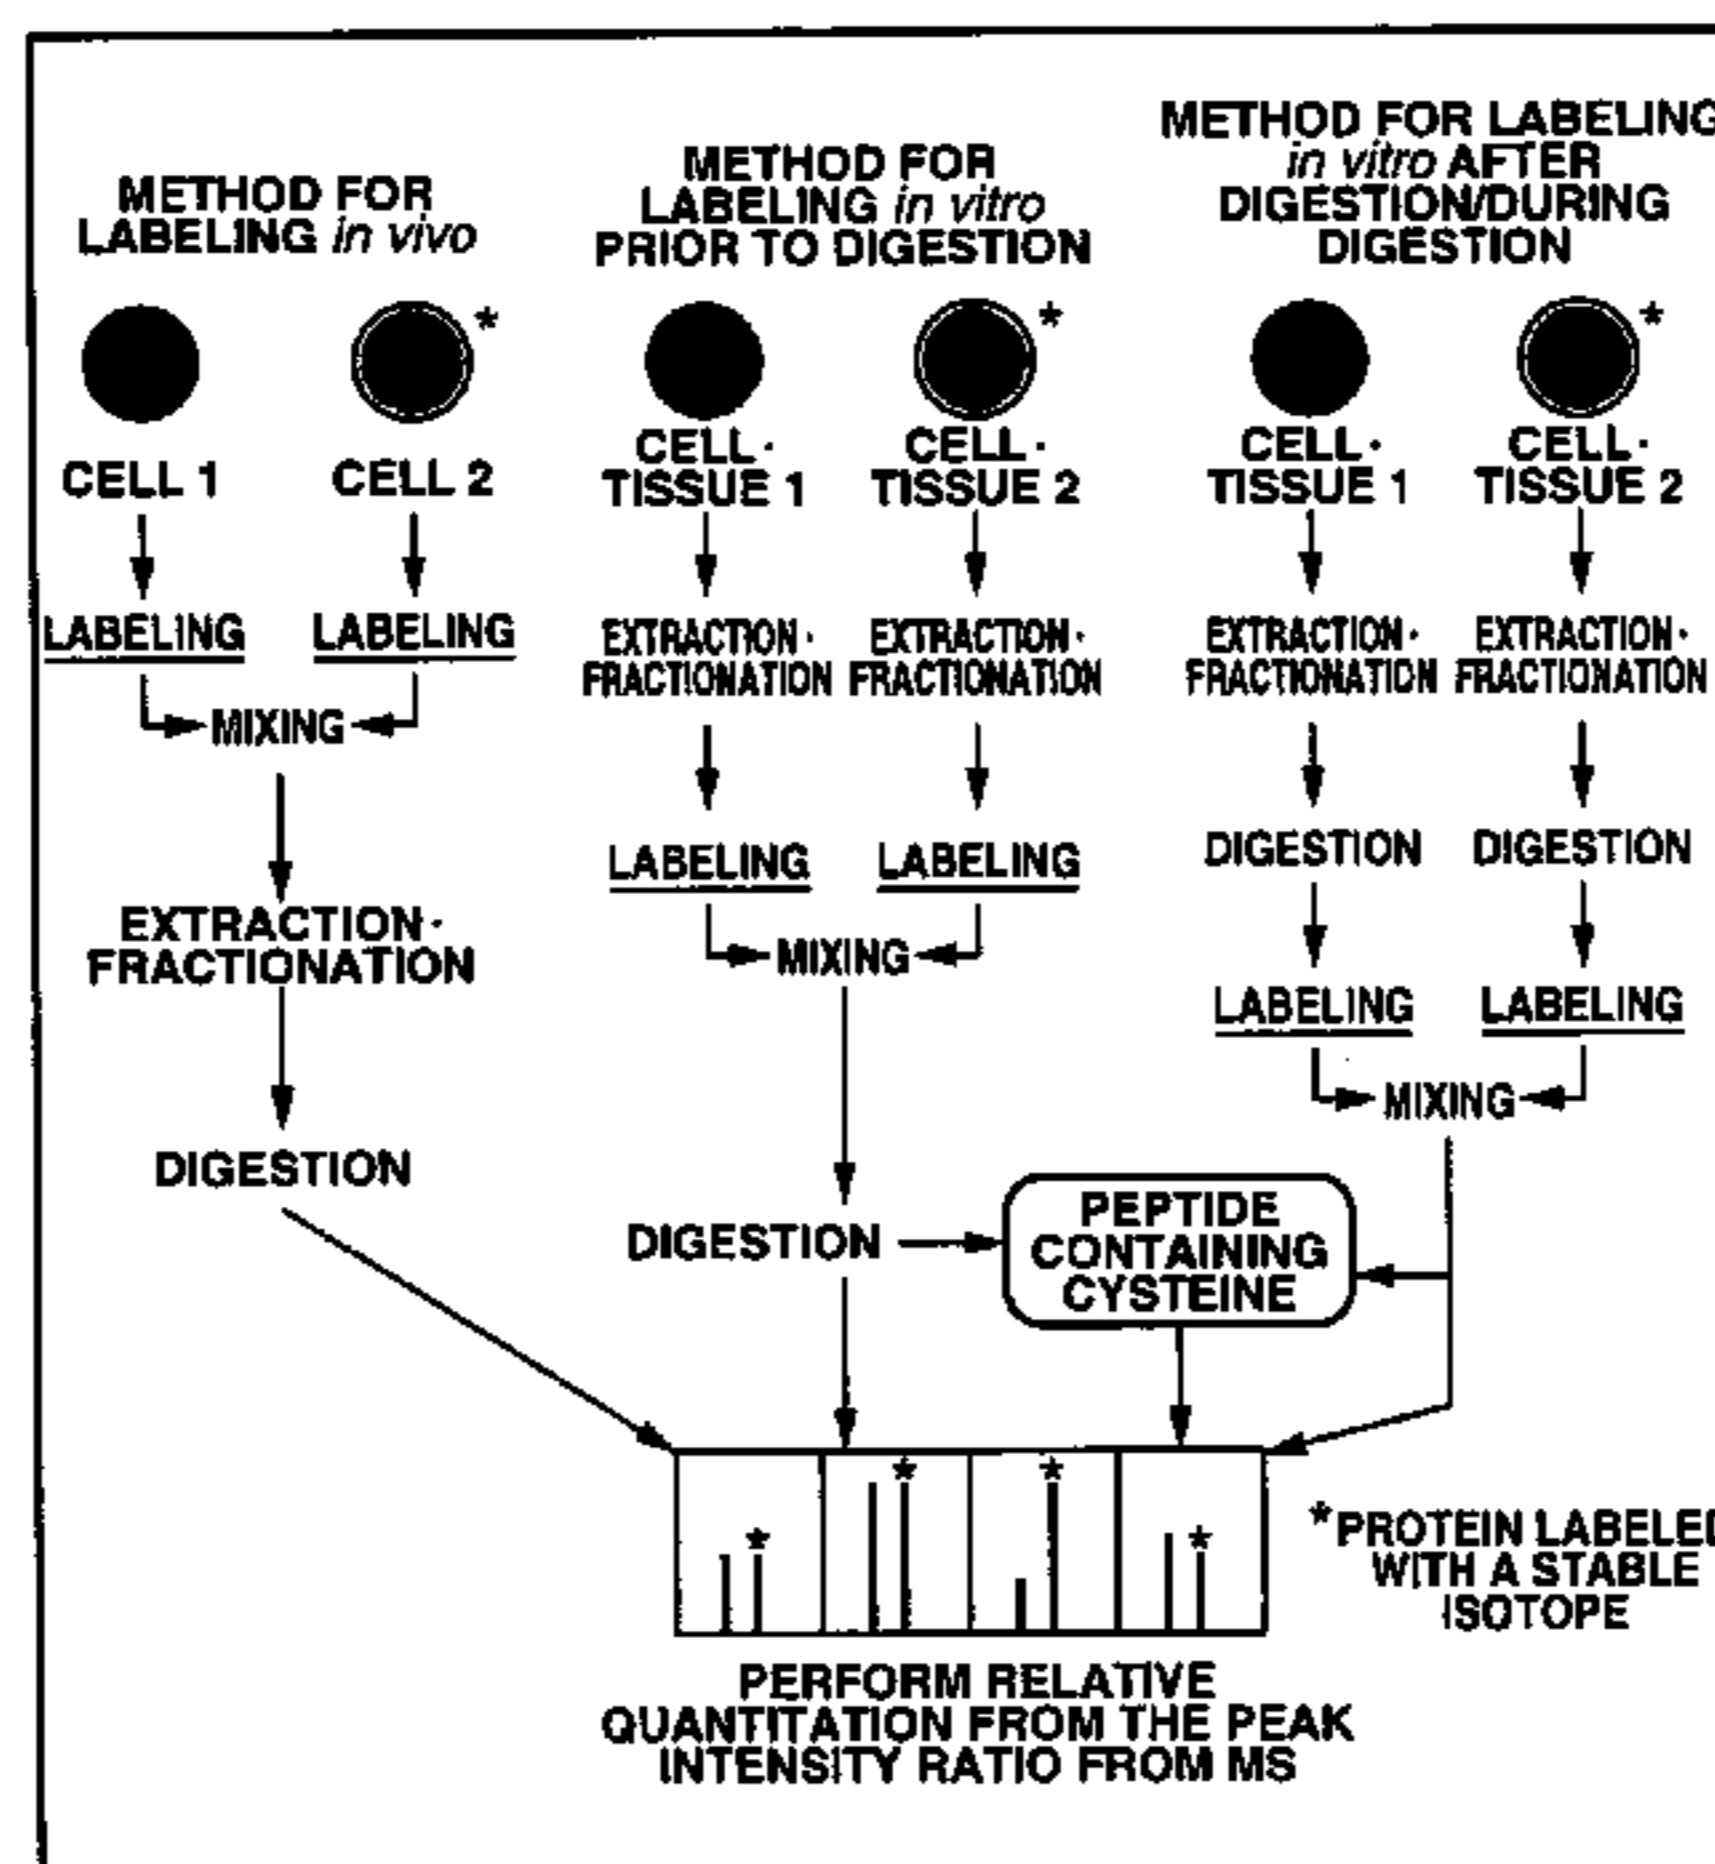 METHOD FOR
LABELING in vivo
*
CELL 1
CELL 2
LABELING
LABELING
MIXING
EXTRACTION·
FRACTIONATION
DIGESTION
METHOD FOR
LABELING in vitro
PRIOR TO DIGESTION
*
CELL·
TISSUE 1
CELL·
TISSUE 2
EXTRACTION·
FRACTIONATION
EXTRACTION·
FRACTIONATION
LABELING
LABELING
MIXING
DIGESTION
METHOD FOR LABELING
in vitro AFTER
DIGESTION/DURING
DIGESTION
*
CELL·
TISSUE 1
CELL·
TISSUE 2
EXTRACTION·
FRACTIONATION
EXTRACTION·
FRACTIONATION
DIGESTION
DIGESTION
LABELING
LABELING
MIXING
PEPTIDE
CONTAINING
CYSTEINE
*
*
*
*
*PROTEIN LABELED
WITH A STABLE
ISOTOPE
PERFORM RELATIVE
QUANTITATION FROM THE PEAK
INTENSITY RATIO FROM MS